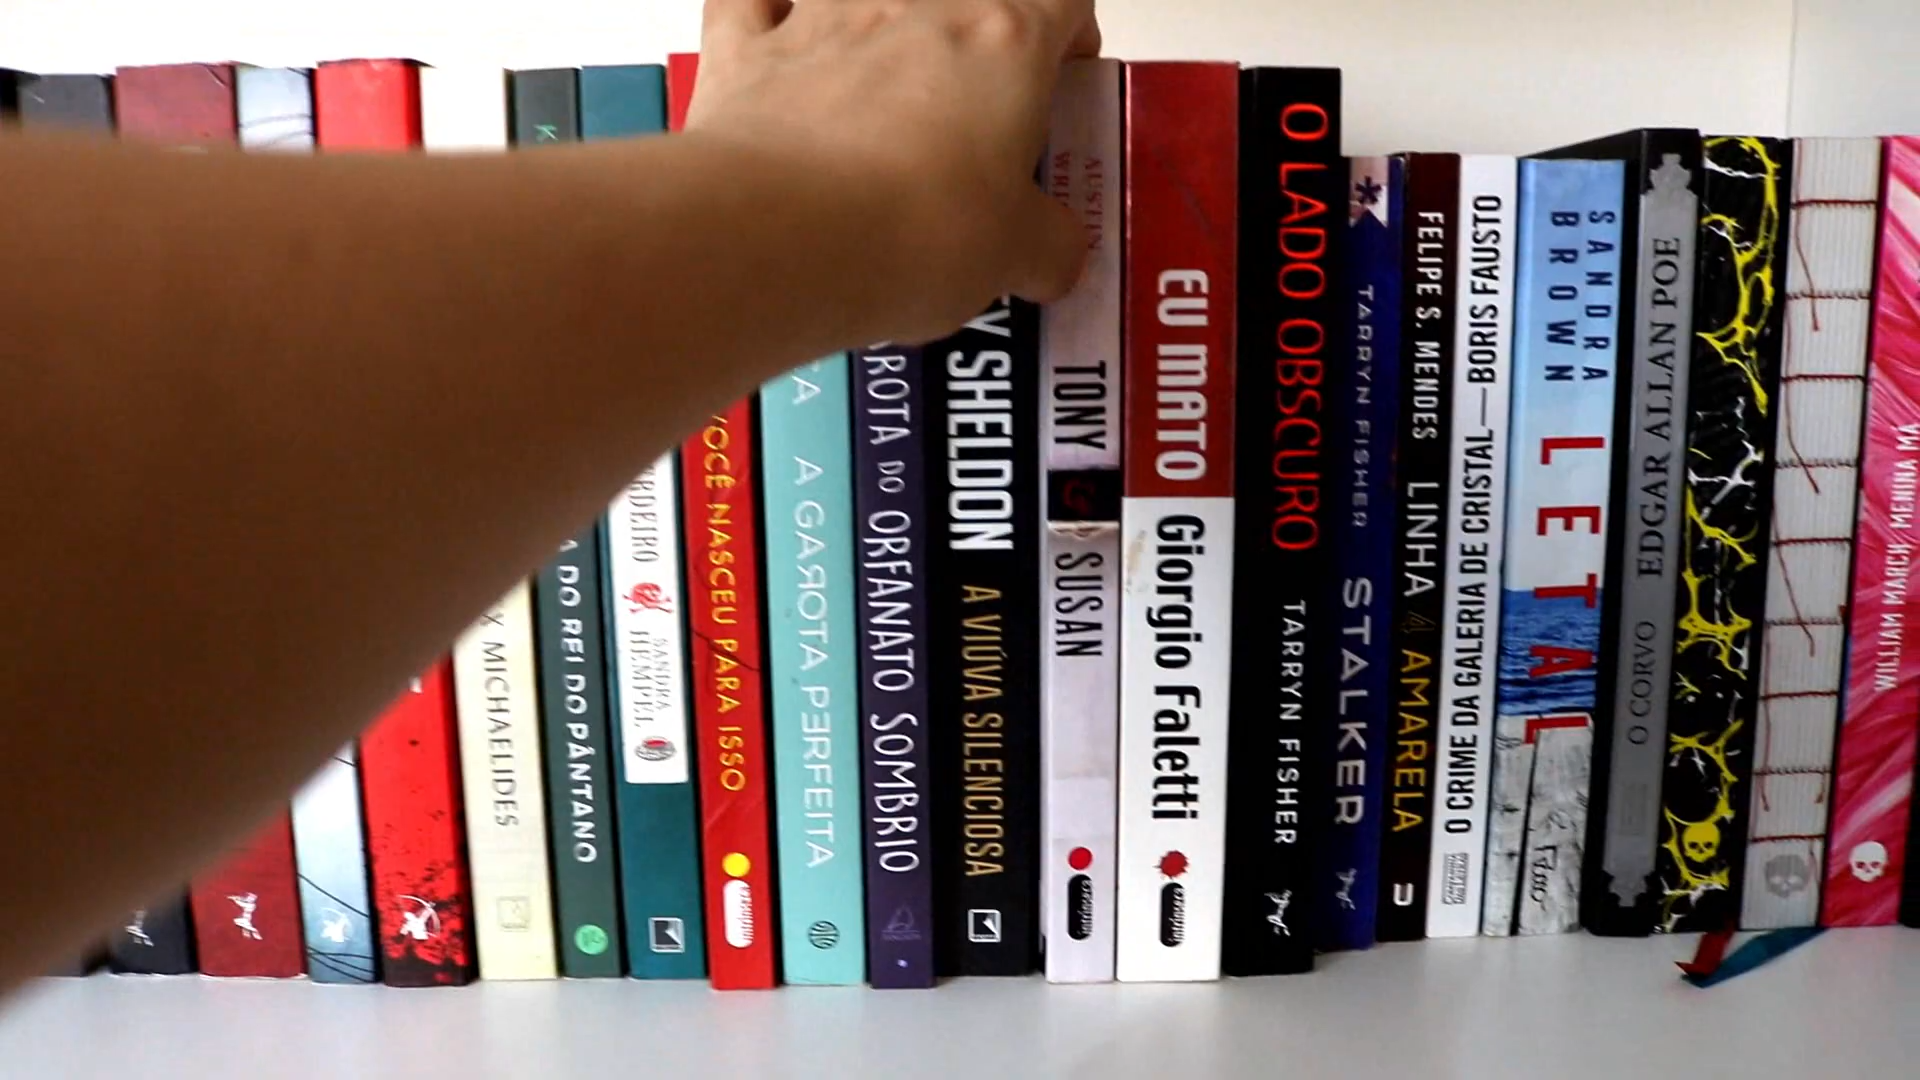 X MICHAELIDES
A DO REI DO PÂNTANO
RDEIRO
SANDRA
HEMPEL
VOCÊ NASCEU PARA ISSO
A GAROTA PERFEITA
ROTA DO ORFANATO SOMBRIO
Y SHELDON
A VIÚVA SILENCIOSA
AUSTIN
TONY
SUSAN
EU MATO
Giorgio Faletti
O LADO OBSCURO
TARRYN FISHER
TARRYN FISHER
STALKER
FELIPE S. MENDES
LINHA AMARELA
O CRIME DA GALERIA DE CRISTAL—BORIS FAUSTO
SANDRA
BROWN
LETAL
O CORVO
EDGAR ALLAN POE
WILLIAM MARCH MENINA MÁ